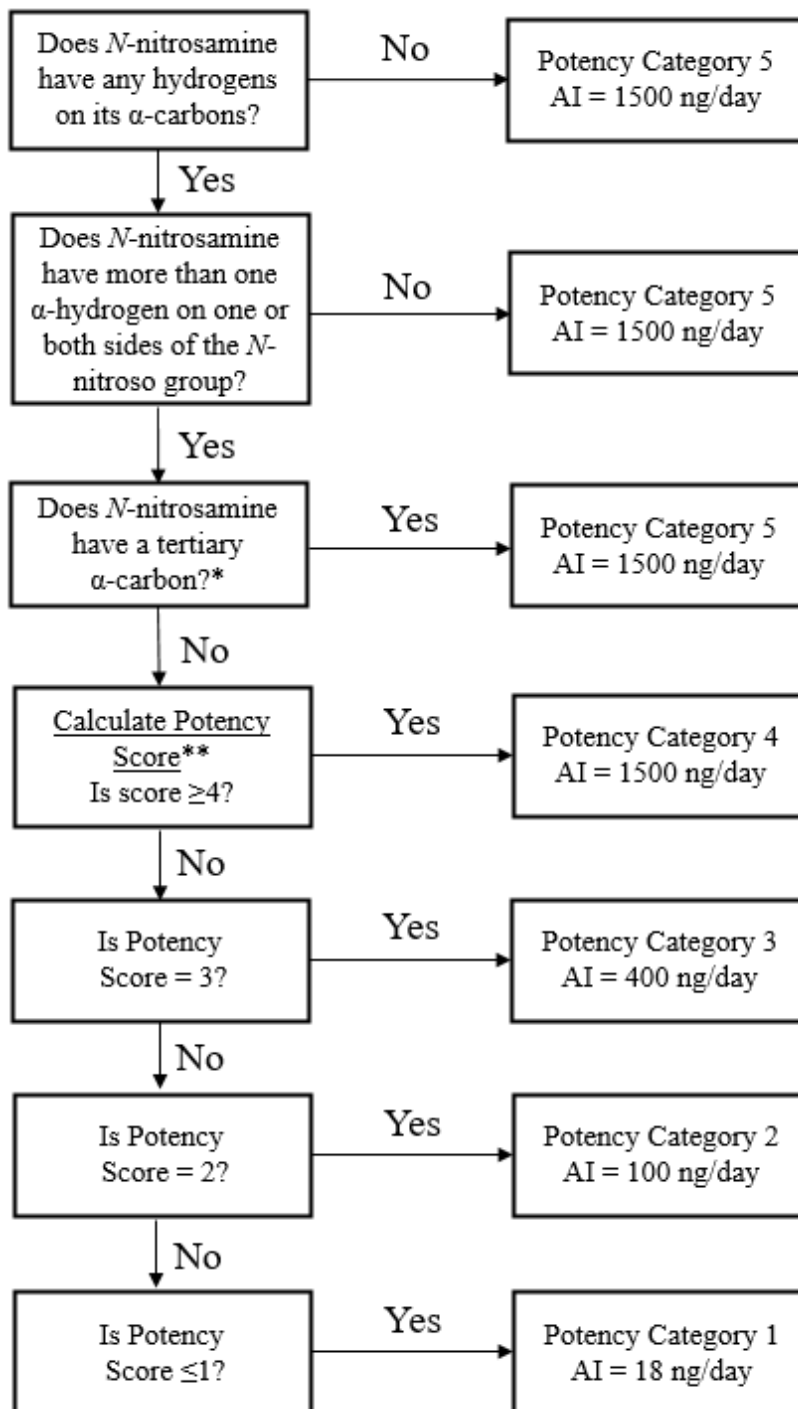 Does N-nitrosamine
have any hydrogens
on its α-carbons?
No
Potency Category 5
AI = 1500 ng/day
Yes
Does N-nitrosamine
have more than one
α-hydrogen on one or
both sides of the N-
nitroso group?
No
Potency Category 5
AI = 1500 ng/day
Yes
Does N-nitrosamine
have a tertiary
α-carbon?*
Yes
Potency Category 5
AI = 1500 ng/day
No
Calculate Potency
Score**
Is score ≥4?
Yes
Potency Category 4
AI = 1500 ng/day
No
Is Potency
Score = 3?
Yes
Potency Category 3
AI = 400 ng/day
No
Is Potency
Score = 2?
Yes
Potency Category 2
AI = 100 ng/day
No
Is Potency
Score ≤1?
Yes
Potency Category 1
AI = 18 ng/day